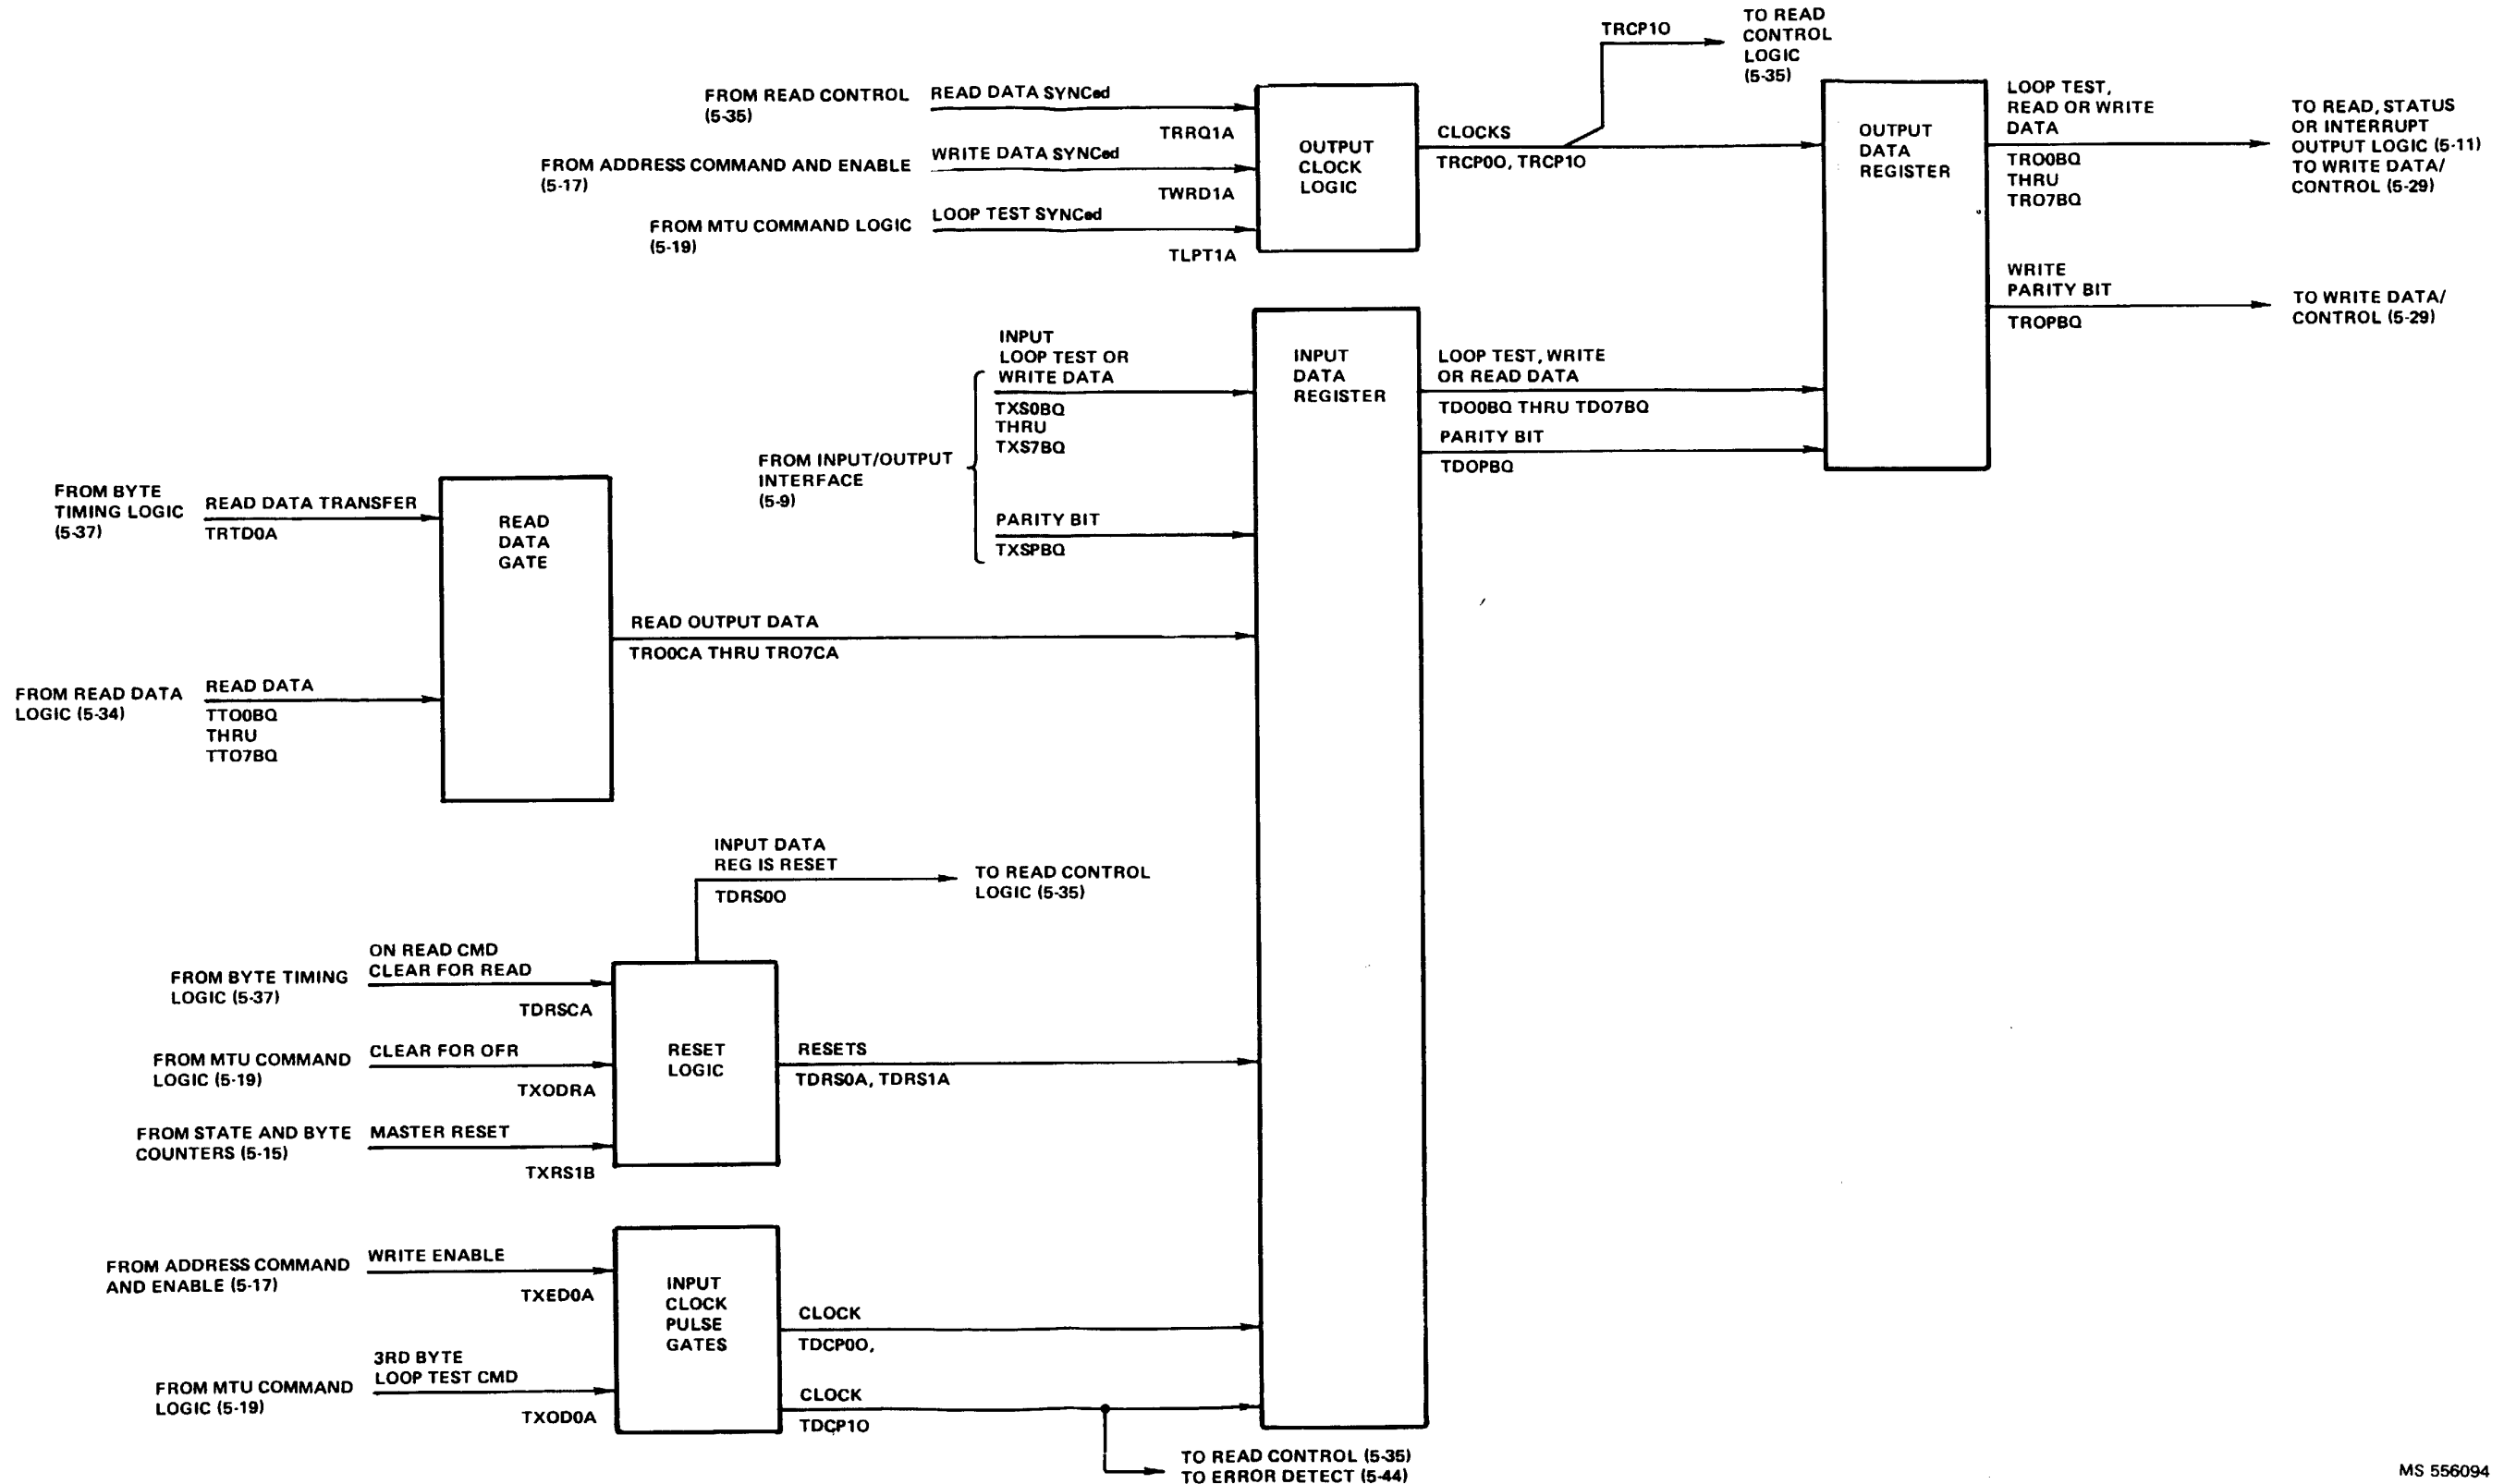 TRCP1O
TO READ
CONTROL
LOGIC
(5-35)
FROM READ CONTROL
(5-35)
READ DATA SYNCed
TRRQ1A
FROM ADDRESS COMMAND AND ENABLE
(5-17)
WRITE DATA SYNCed
TWRD1A
FROM MTU COMMAND LOGIC
(5-19)
LOOP TEST SYNCed
TLPT1A
OUTPUT
CLOCK
LOGIC
CLOCKS
TRCP0O, TRCP1O
OUTPUT
DATA
REGISTER
LOOP TEST,
READ OR WRITE
DATA
TRO0BQ
THRU
TRO7BQ
TO READ, STATUS
OR INTERRUPT
OUTPUT LOGIC (5-11)
TO WRITE DATA/
CONTROL (5-29)
WRITE
PARITY BIT
TROPBQ
TO WRITE DATA/
CONTROL (5-29)
FROM INPUT/OUTPUT
INTERFACE
(5-9)
INPUT
LOOP TEST OR
WRITE DATA
TXS0BQ
THRU
TXS7BQ
PARITY BIT
TXSPBQ
INPUT
DATA
REGISTER
LOOP TEST, WRITE
OR READ DATA
TDO0BQ THRU TDO7BQ
PARITY BIT
TDOPBQ
FROM BYTE
TIMING LOGIC
(5-37)
READ DATA TRANSFER
TRTD0A
READ
DATA
GATE
FROM READ DATA
LOGIC (5-34)
READ DATA
TTO0BQ
THRU
TTO7BQ
READ OUTPUT DATA
TRO0CA THRU TRO7CA
INPUT DATA
REG IS RESET
TDRS0O
TO READ CONTROL
LOGIC (5-35)
FROM BYTE TIMING
LOGIC (5-37)
ON READ CMD
CLEAR FOR READ
TDRSCA
FROM MTU COMMAND
LOGIC (5-19)
CLEAR FOR OFR
TXODRA
FROM STATE AND BYTE
COUNTERS (5-15)
MASTER RESET
TXRS1B
RESET
LOGIC
RESETS
TDRS0A, TDRS1A
FROM ADDRESS COMMAND
AND ENABLE (5-17)
WRITE ENABLE
TXED0A
FROM MTU COMMAND
LOGIC (5-19)
3RD BYTE
LOOP TEST CMD
TXOD0A
INPUT
CLOCK
PULSE
GATES
CLOCK
TDCP0O,
CLOCK
TDCP1O
TO READ CONTROL (5-35)
TO ERROR DETECT (5-44)
MS 556094